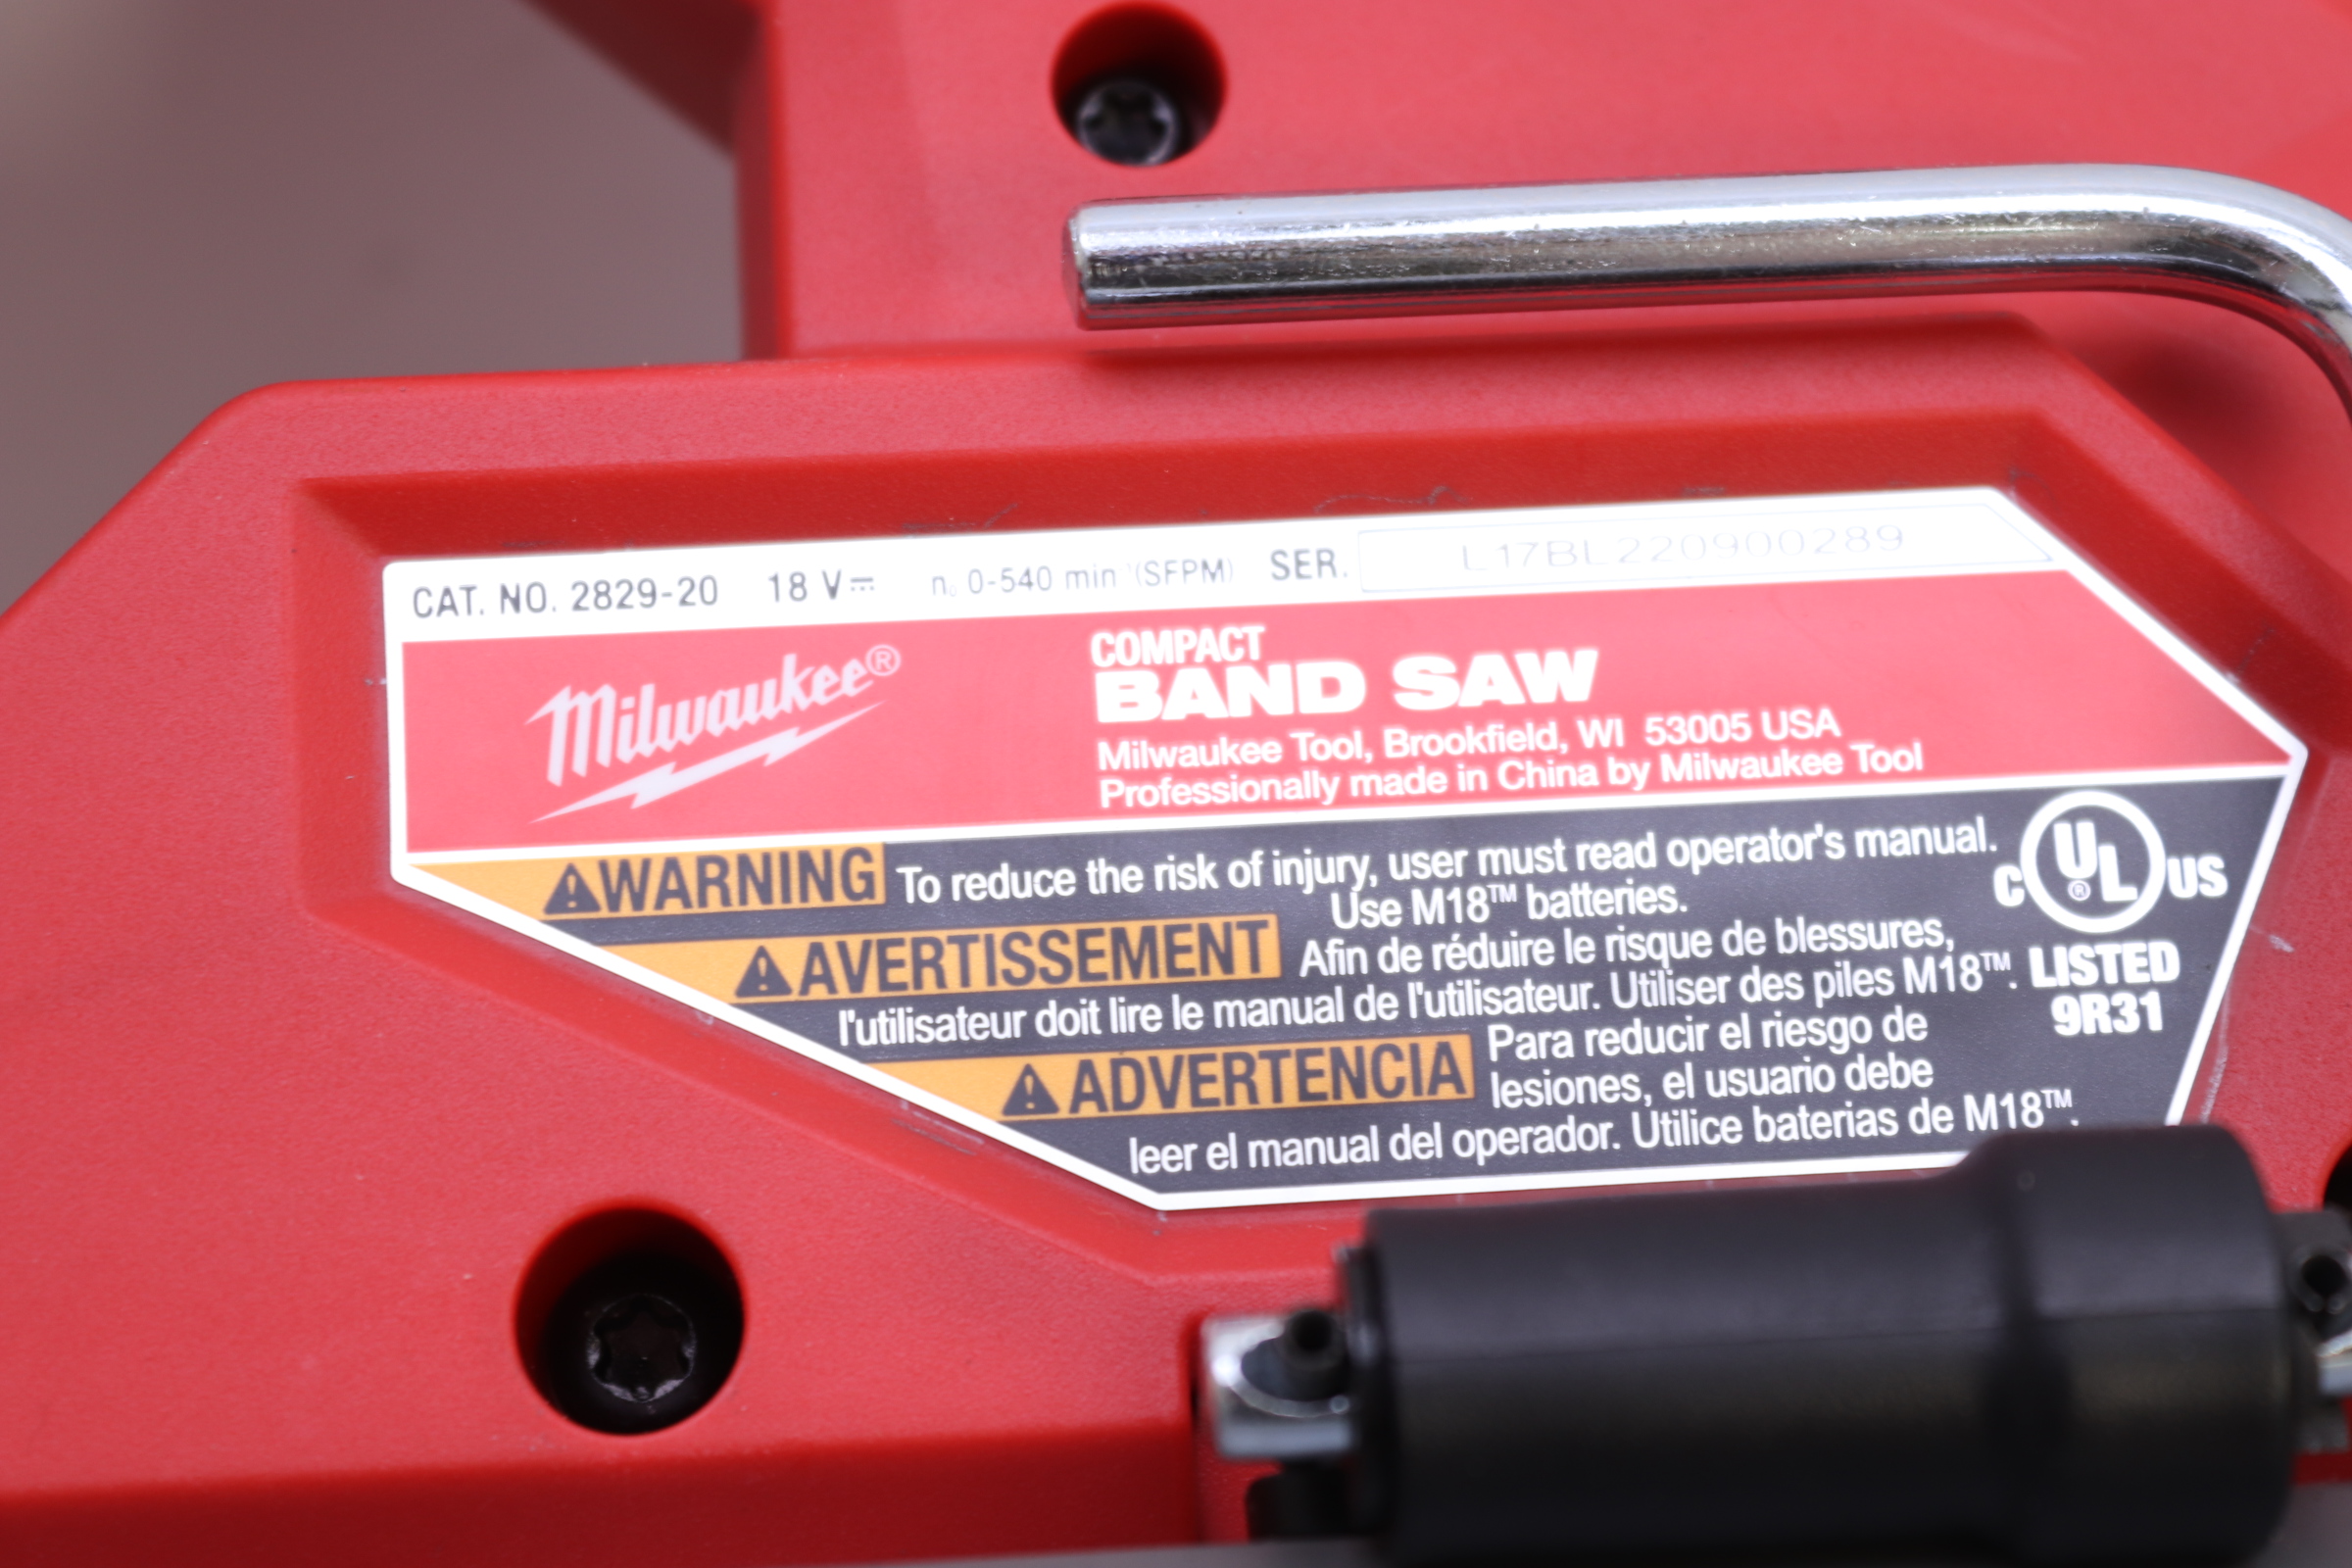 CAT. NO. 2829-20 18 V⎓ n₀ 0-540 min⁻¹(SFPM) SER. L17BL220900289
Milwaukee®
COMPACT
BAND SAW
Milwaukee Tool, Brookfield, WI 53005 USA
Professionally made in China by Milwaukee Tool
⚠WARNING To reduce the risk of injury, user must read operator's manual.
Use M18™ batteries.
⚠AVERTISSEMENT Afin de réduire le risque de blessures,
l'utilisateur doit lire le manual de l'utilisateur. Utiliser des piles M18™.
⚠ADVERTENCIA Para reducir el riesgo de
lesiones, el usuario debe
leer el manual del operador. Utilice baterias de M18™.
C UL® US
LISTED
9R31